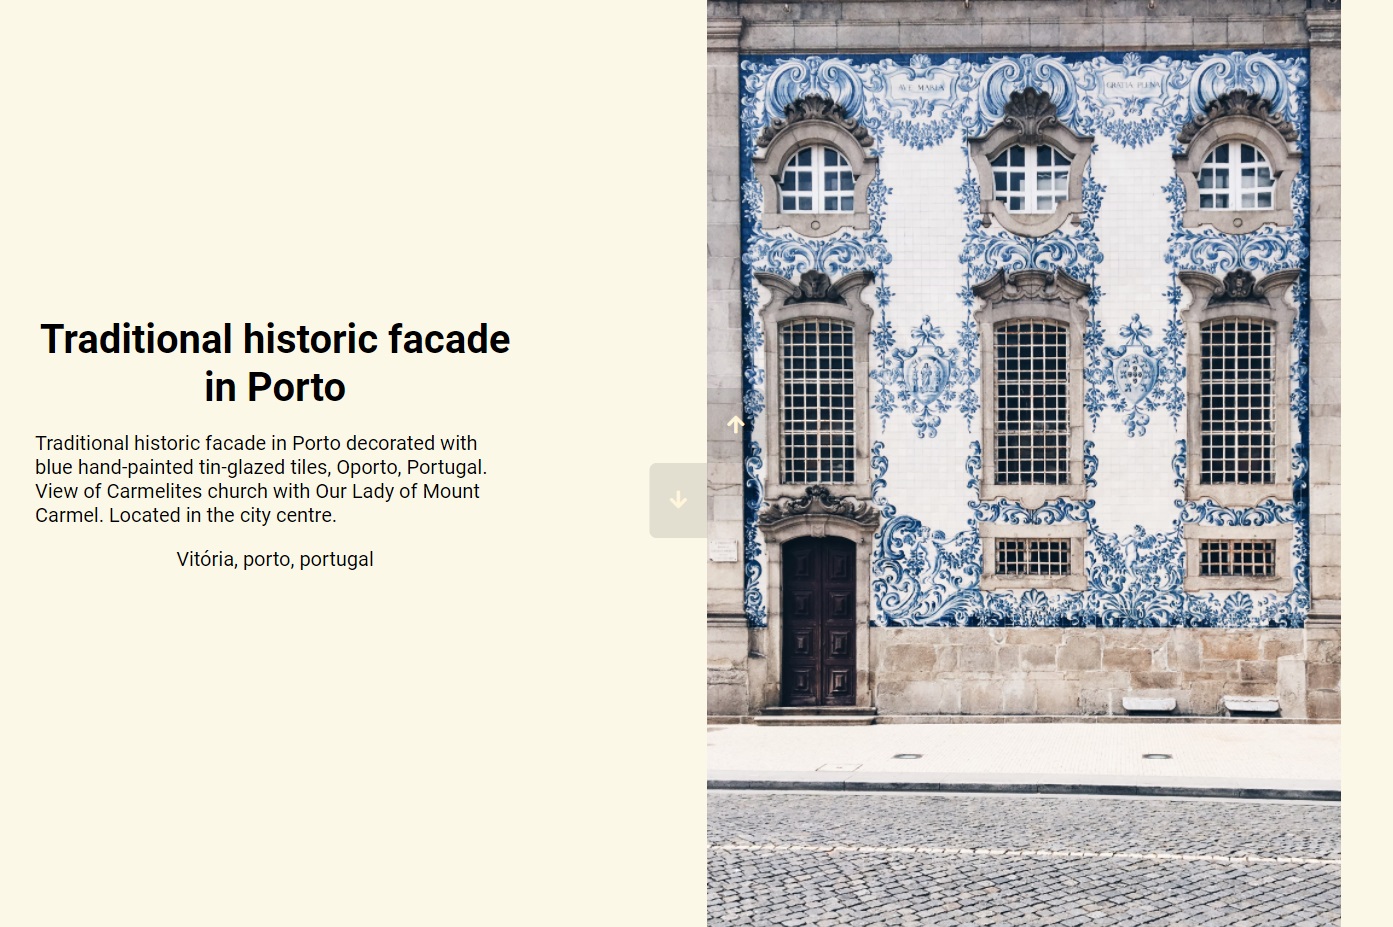 Traditional historic facade
in Porto
Traditional historic facade in Porto decorated with
blue hand-painted tin-glazed tiles, Oporto, Portugal.
View of Carmelites church with Our Lady of Mount
Carmel. Located in the city centre.
Vitória, porto, portugal
AVE MARIA
GRATIA PLENA